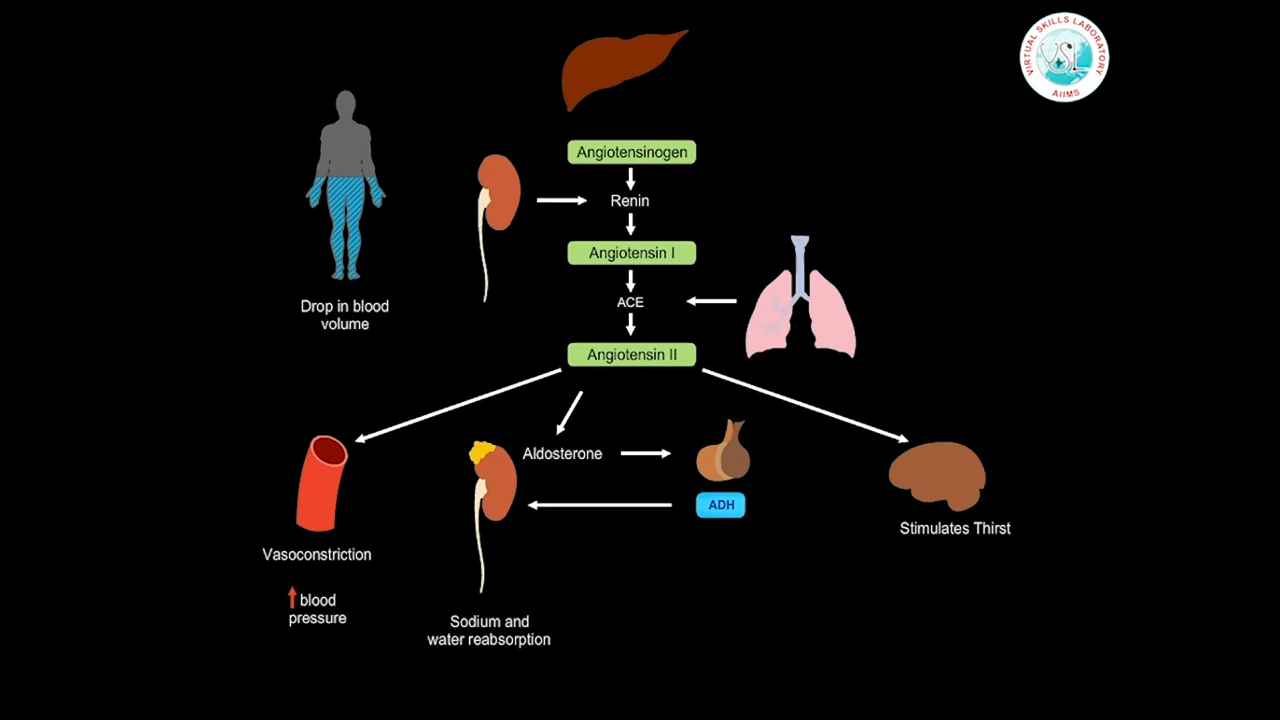 VIRTUAL SKILLS LABORATORY
AIIMS
VSL
Angiotensinogen
Renin
Angiotensin I
Drop in blood
volume
ACE
Angiotensin II
Aldosterone
ADH
Stimulates Thirst
Vasoconstriction
blood
pressure
Sodium and
water reabsorption